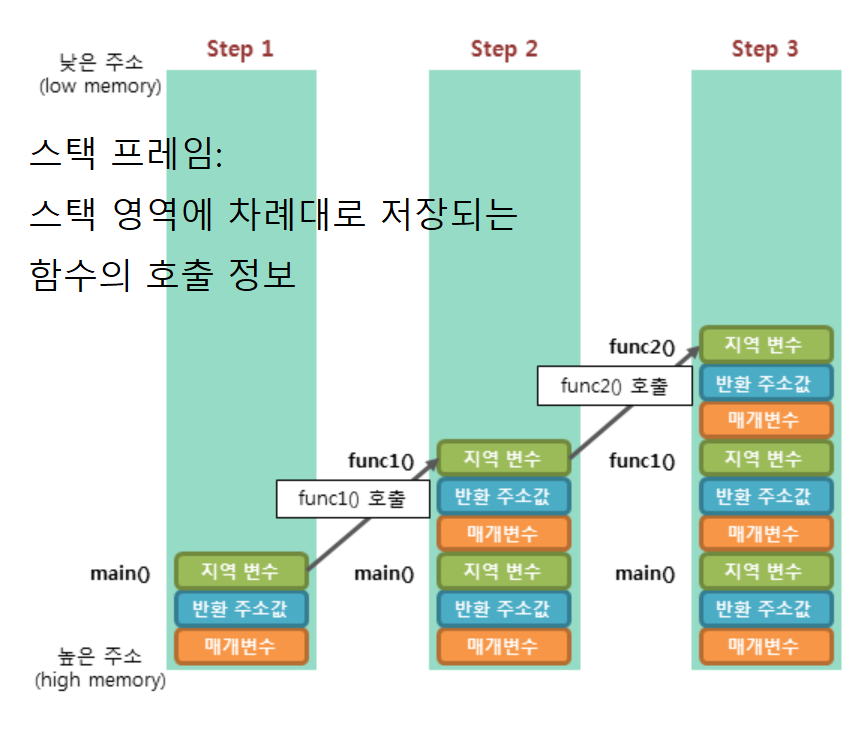 Step 1
Step 2
Step 3
낮은 주소
(low memory)
스택 프레임:
스택 영역에 차례대로 저장되는
함수의 호출 정보
func2()
지역 변수
func2() 호출
반환 주소값
매개변수
func1()
지역 변수
func1()
지역 변수
func1() 호출
반환 주소값
반환 주소값
매개변수
매개변수
main()
지역 변수
main()
지역 변수
main()
지역 변수
반환 주소값
반환 주소값
반환 주소값
매개변수
매개변수
매개변수
높은 주소
(high memory)